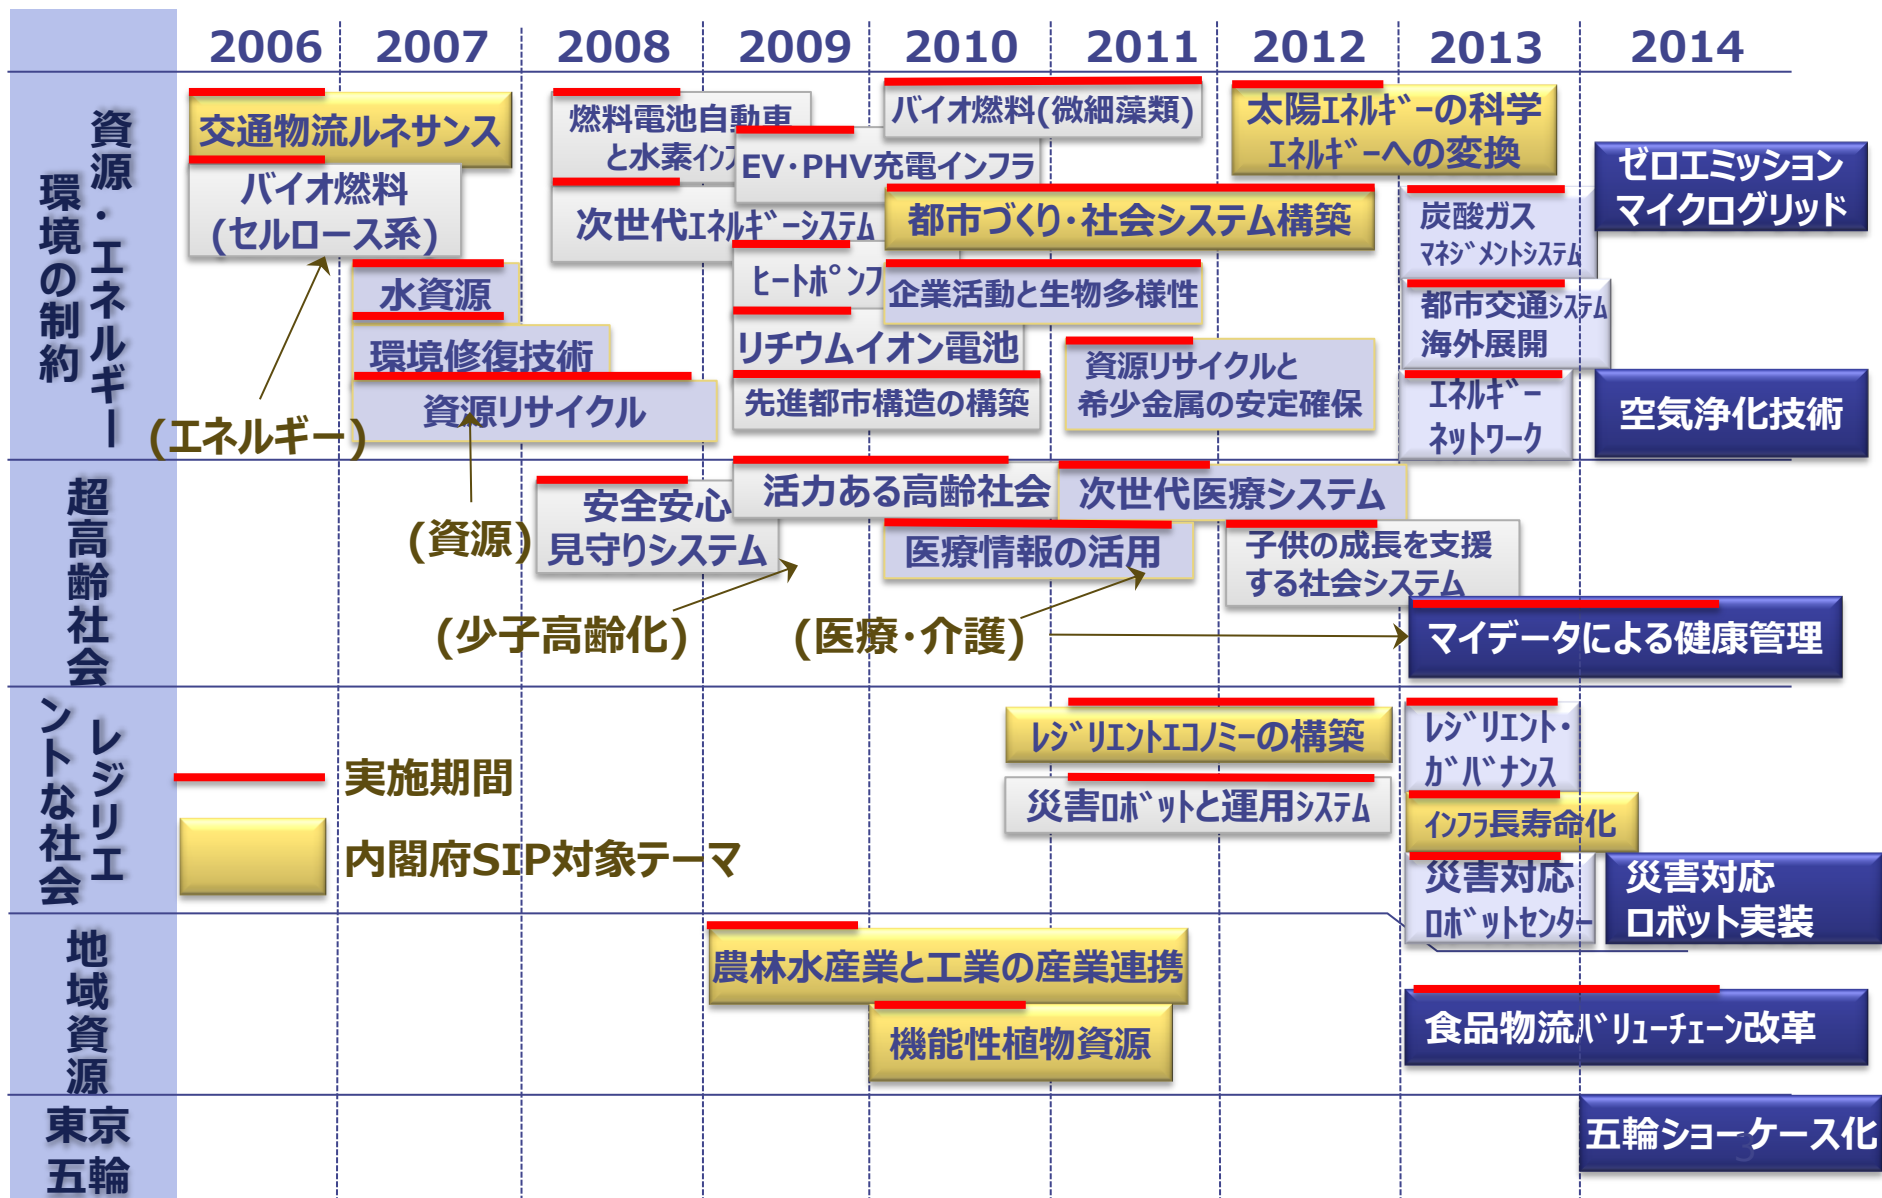 2006 2007 2008 2009 2010 2011 2012 2013 2014
資源・エネルギー
環境の制約
交通物流ルネサンス
バイオ燃料
(セルロース系)
水資源
環境修復技術
資源リサイクル
(エネルギー)
(資源)
燃料電池自動車
と水素インフ
EV・PHV充電インフラ
次世代エネルギーシステム
ヒートポンプ
リチウムイオン電池
先進都市構造の構築
バイオ燃料(微細藻類)
都市づくり・社会システム構築
企業活動と生物多様性
資源リサイクルと
希少金属の安定確保
太陽エネルギーの科学
エネルギーへの変換
炭酸ガス
マネジメントシステム
都市交通システム
海外展開
エネルギー
ネットワーク
ゼロエミッション
マイクログリッド
空気浄化技術
超高齢社会
安全安心
見守りシステム
活力ある高齢社会
次世代医療システム
医療情報の活用
子供の成長を支援
する社会システム
(少子高齢化)
(医療・介護)
マイデータによる健康管理
レジリエ
ントな社会
実施期間
内閣府SIP対象テーマ
レジリエントエコノミーの構築
災害ロボットと運用システム
レジリエント・
ガバナンス
インフラ長寿命化
災害対応
ロボットセンター
災害対応
ロボット実装
地域資源
農林水産業と工業の産業連携
機能性植物資源
食品物流バリューチェーン改革
東京
五輪
五輪ショーケース化
3